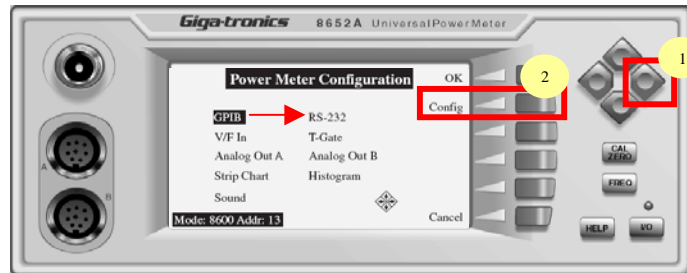 Giga-tronics 8652A Universal Power Meter
Power Meter Configuration
OK
Config
GPIB RS-232
V/F In T-Gate
Analog Out A Analog Out B
Strip Chart Histogram
Sound
Mode: 8600 Addr: 13
Cancel
2
1
A
B
CAL
ZERO
FREQ
HELP
I/O